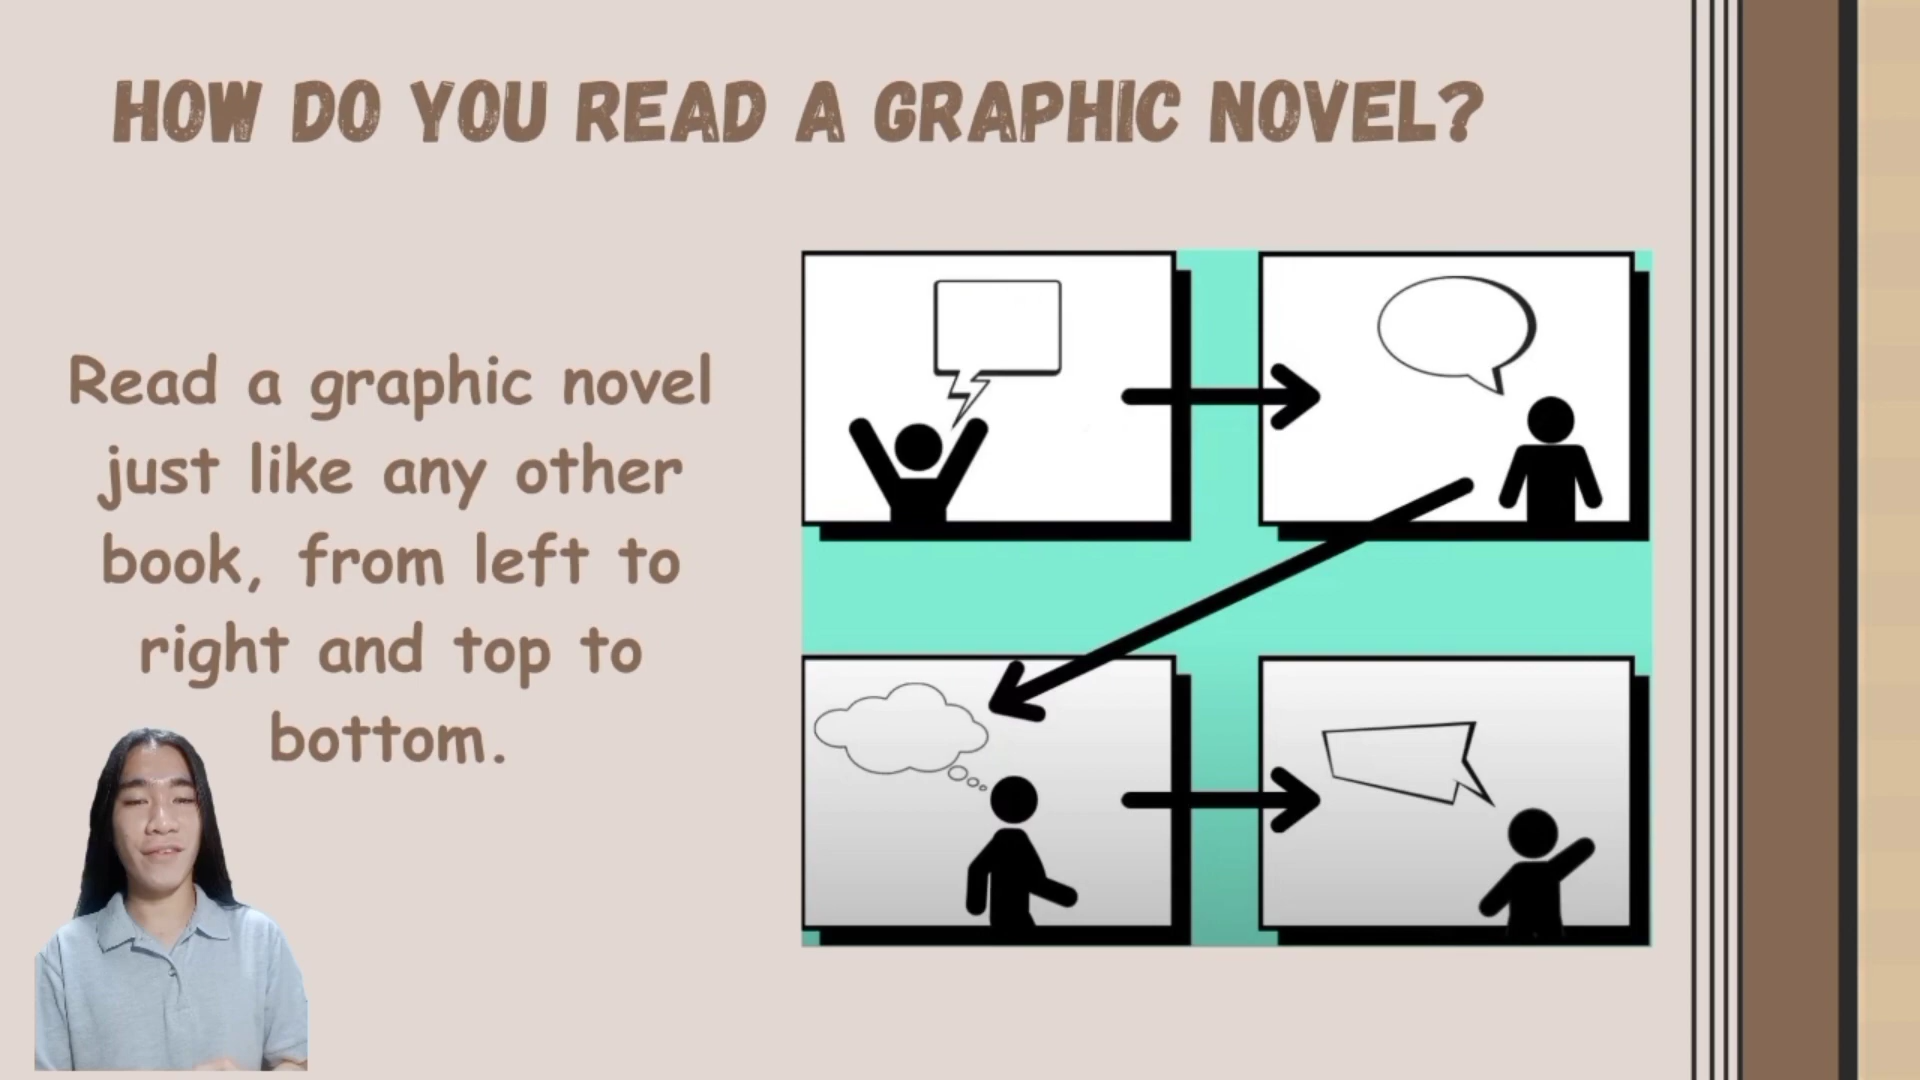 HOW DO YOU READ A GRAPHIC NOVEL?
Read a graphic novel
just like any other
book, from left to
right and top to
bottom.